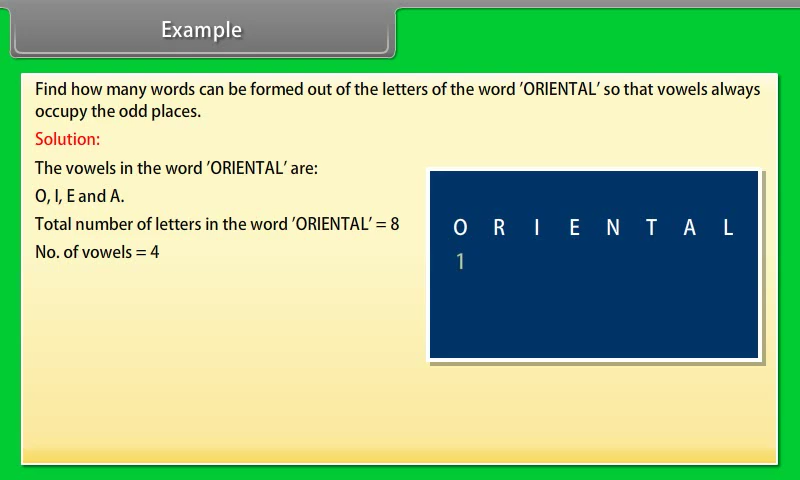 Example
Find how many words can be formed out of the letters of the word ’ORIENTAL’ so that vowels always
occupy the odd places.
Solution:
The vowels in the word ’ORIENTAL’ are:
O, I, E and A.
Total number of letters in the word ’ORIENTAL’ = 8
No. of vowels = 4
O R I E N T A L
1